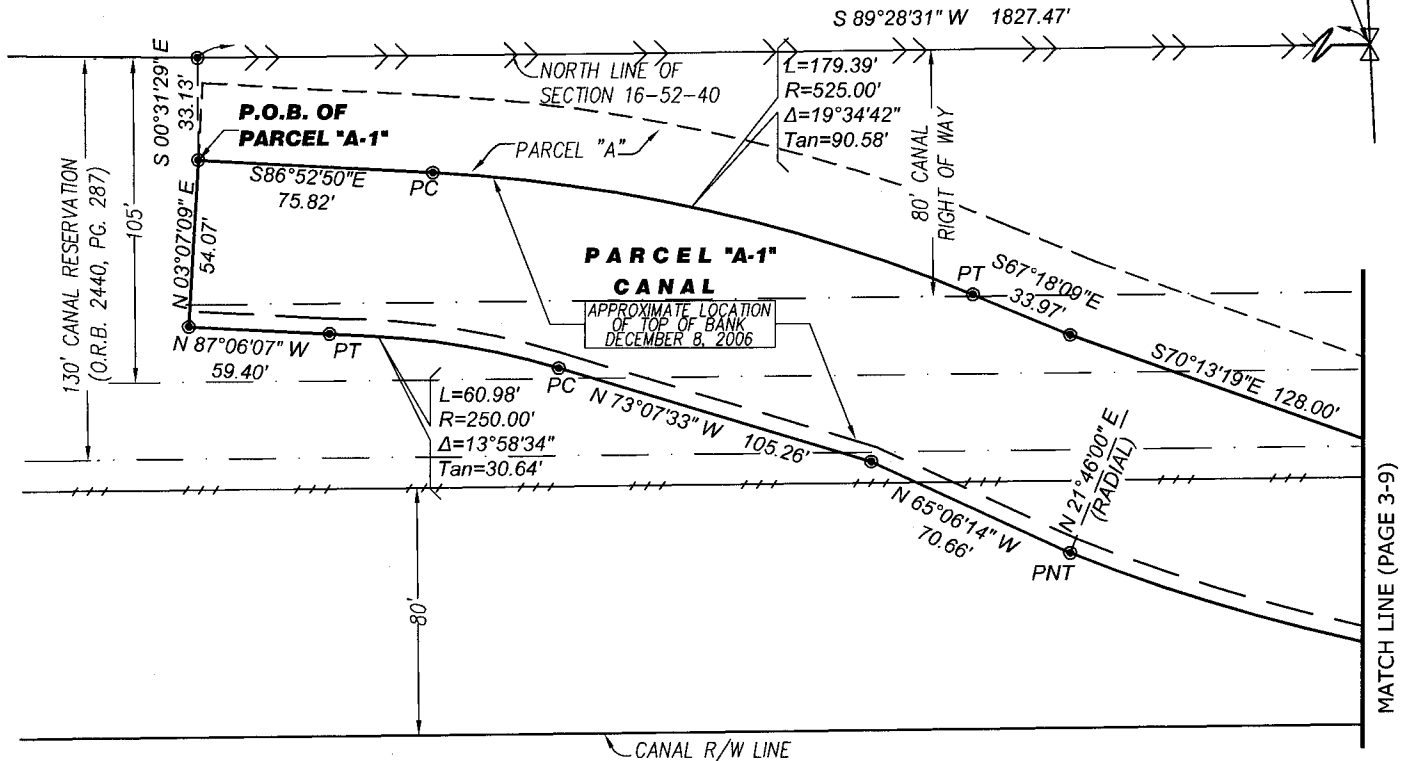 S 89°28'31" W 1827.47'
NORTH LINE OF
SECTION 16-52-40
S 00°31'29" E
33.13'
P.O.B. OF
PARCEL "A-1"
L=179.39'
R=525.00'
Δ=19°34'42"
Tan=90.58'
PARCEL "A"
S86°52'50"E
75.82'
PC
80' CANAL
RIGHT OF WAY
130' CANAL RESERVATION
(O.R.B. 2440, PG. 287)
105'
N 03°07'09" E
54.07'
PARCEL "A-1"
CANAL
APPROXIMATE LOCATION
OF TOP OF BANK
DECEMBER 8, 2006
PT
S67°18'09"E
33.97'
S70°13'19"E 128.00'
N 87°06'07" W
59.40'
PT
PC
L=60.98'
R=250.00'
Δ=13°58'34"
Tan=30.64'
N 73°07'33" W 105.26'
N 65°06'14" W
70.66'
N 21°46'00" E
(RADIAL)
PNT
80'
CANAL R/W LINE
MATCH LINE (PAGE 3-9)